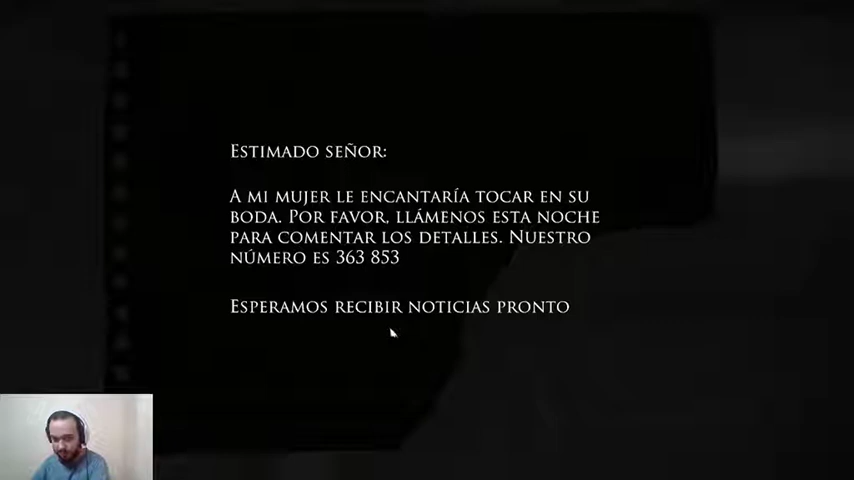 Estimado señor:
A mi mujer le encantaría tocar en su
boda. Por favor, llámenos esta noche
para comentar los detalles. Nuestro
número es 363 853
Esperamos recibir noticias pronto